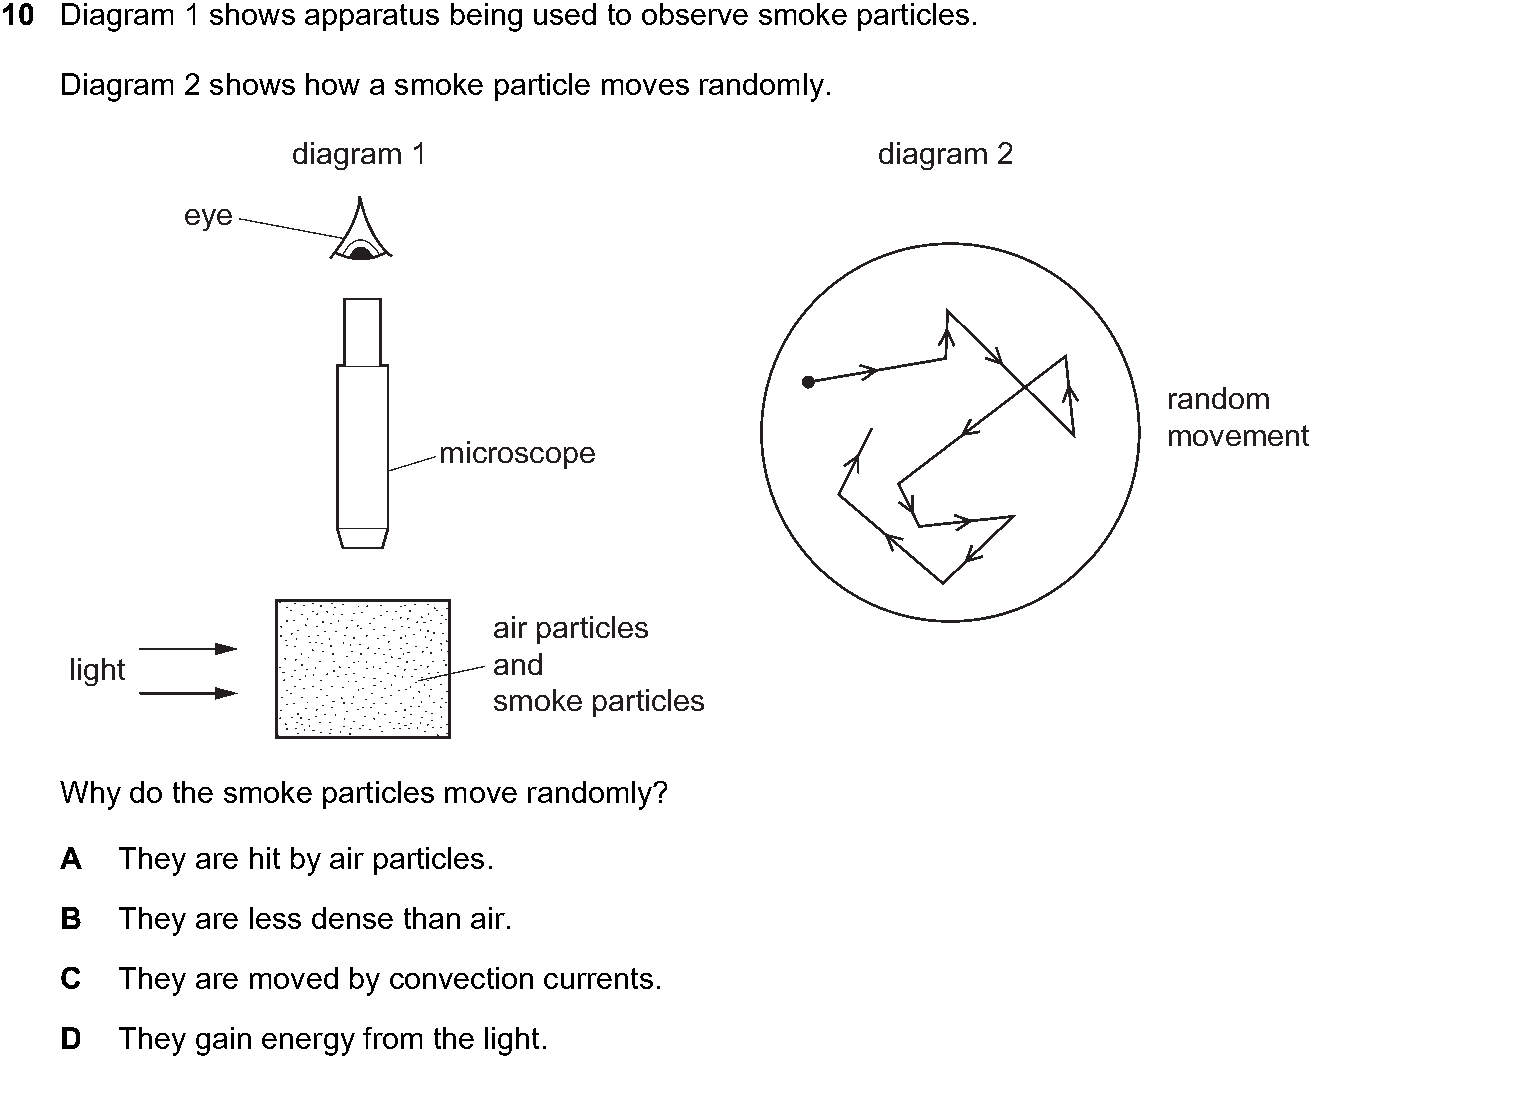 10 Diagram 1 shows apparatus being used to observe smoke particles.
Diagram 2 shows how a smoke particle moves randomly.
diagram 1
diagram 2
eye
microscope
random
movement
light
air particles
and
smoke particles
Why do the smoke particles move randomly?
A They are hit by air particles.
B They are less dense than air.
C They are moved by convection currents.
D They gain energy from the light.